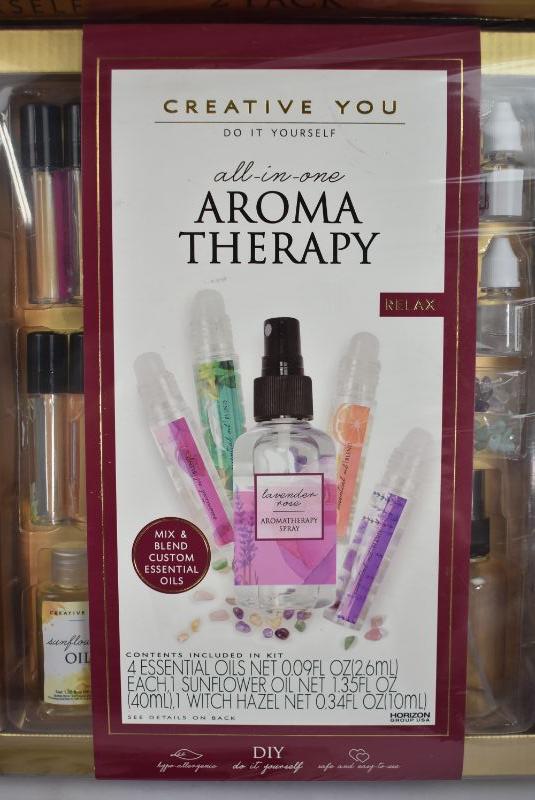 2 PACK
CREATIVE YOU
DO IT YOURSELF
all-in-one
AROMA
THERAPY
RELAX
lavender
rose
AROMATHERAPY
SPRAY
MIX &
BLEND
CUSTOM
ESSENTIAL
OILS
CREATIVE
OIL
CONTENTS INCLUDED IN KIT
4 ESSENTIAL OILS NET 0.09FL OZ(2.6mL)
EACH,1 SUNFLOWER OIL NET 1.35FL OZ
(40mL),1 WITCH HAZEL NET 0.34FL OZ(10mL)
SEE DETAILS ON BACK
HORIZON
GROUP USA
hypo-allergenic
DIY
do it yourself
safe and easy-to-use